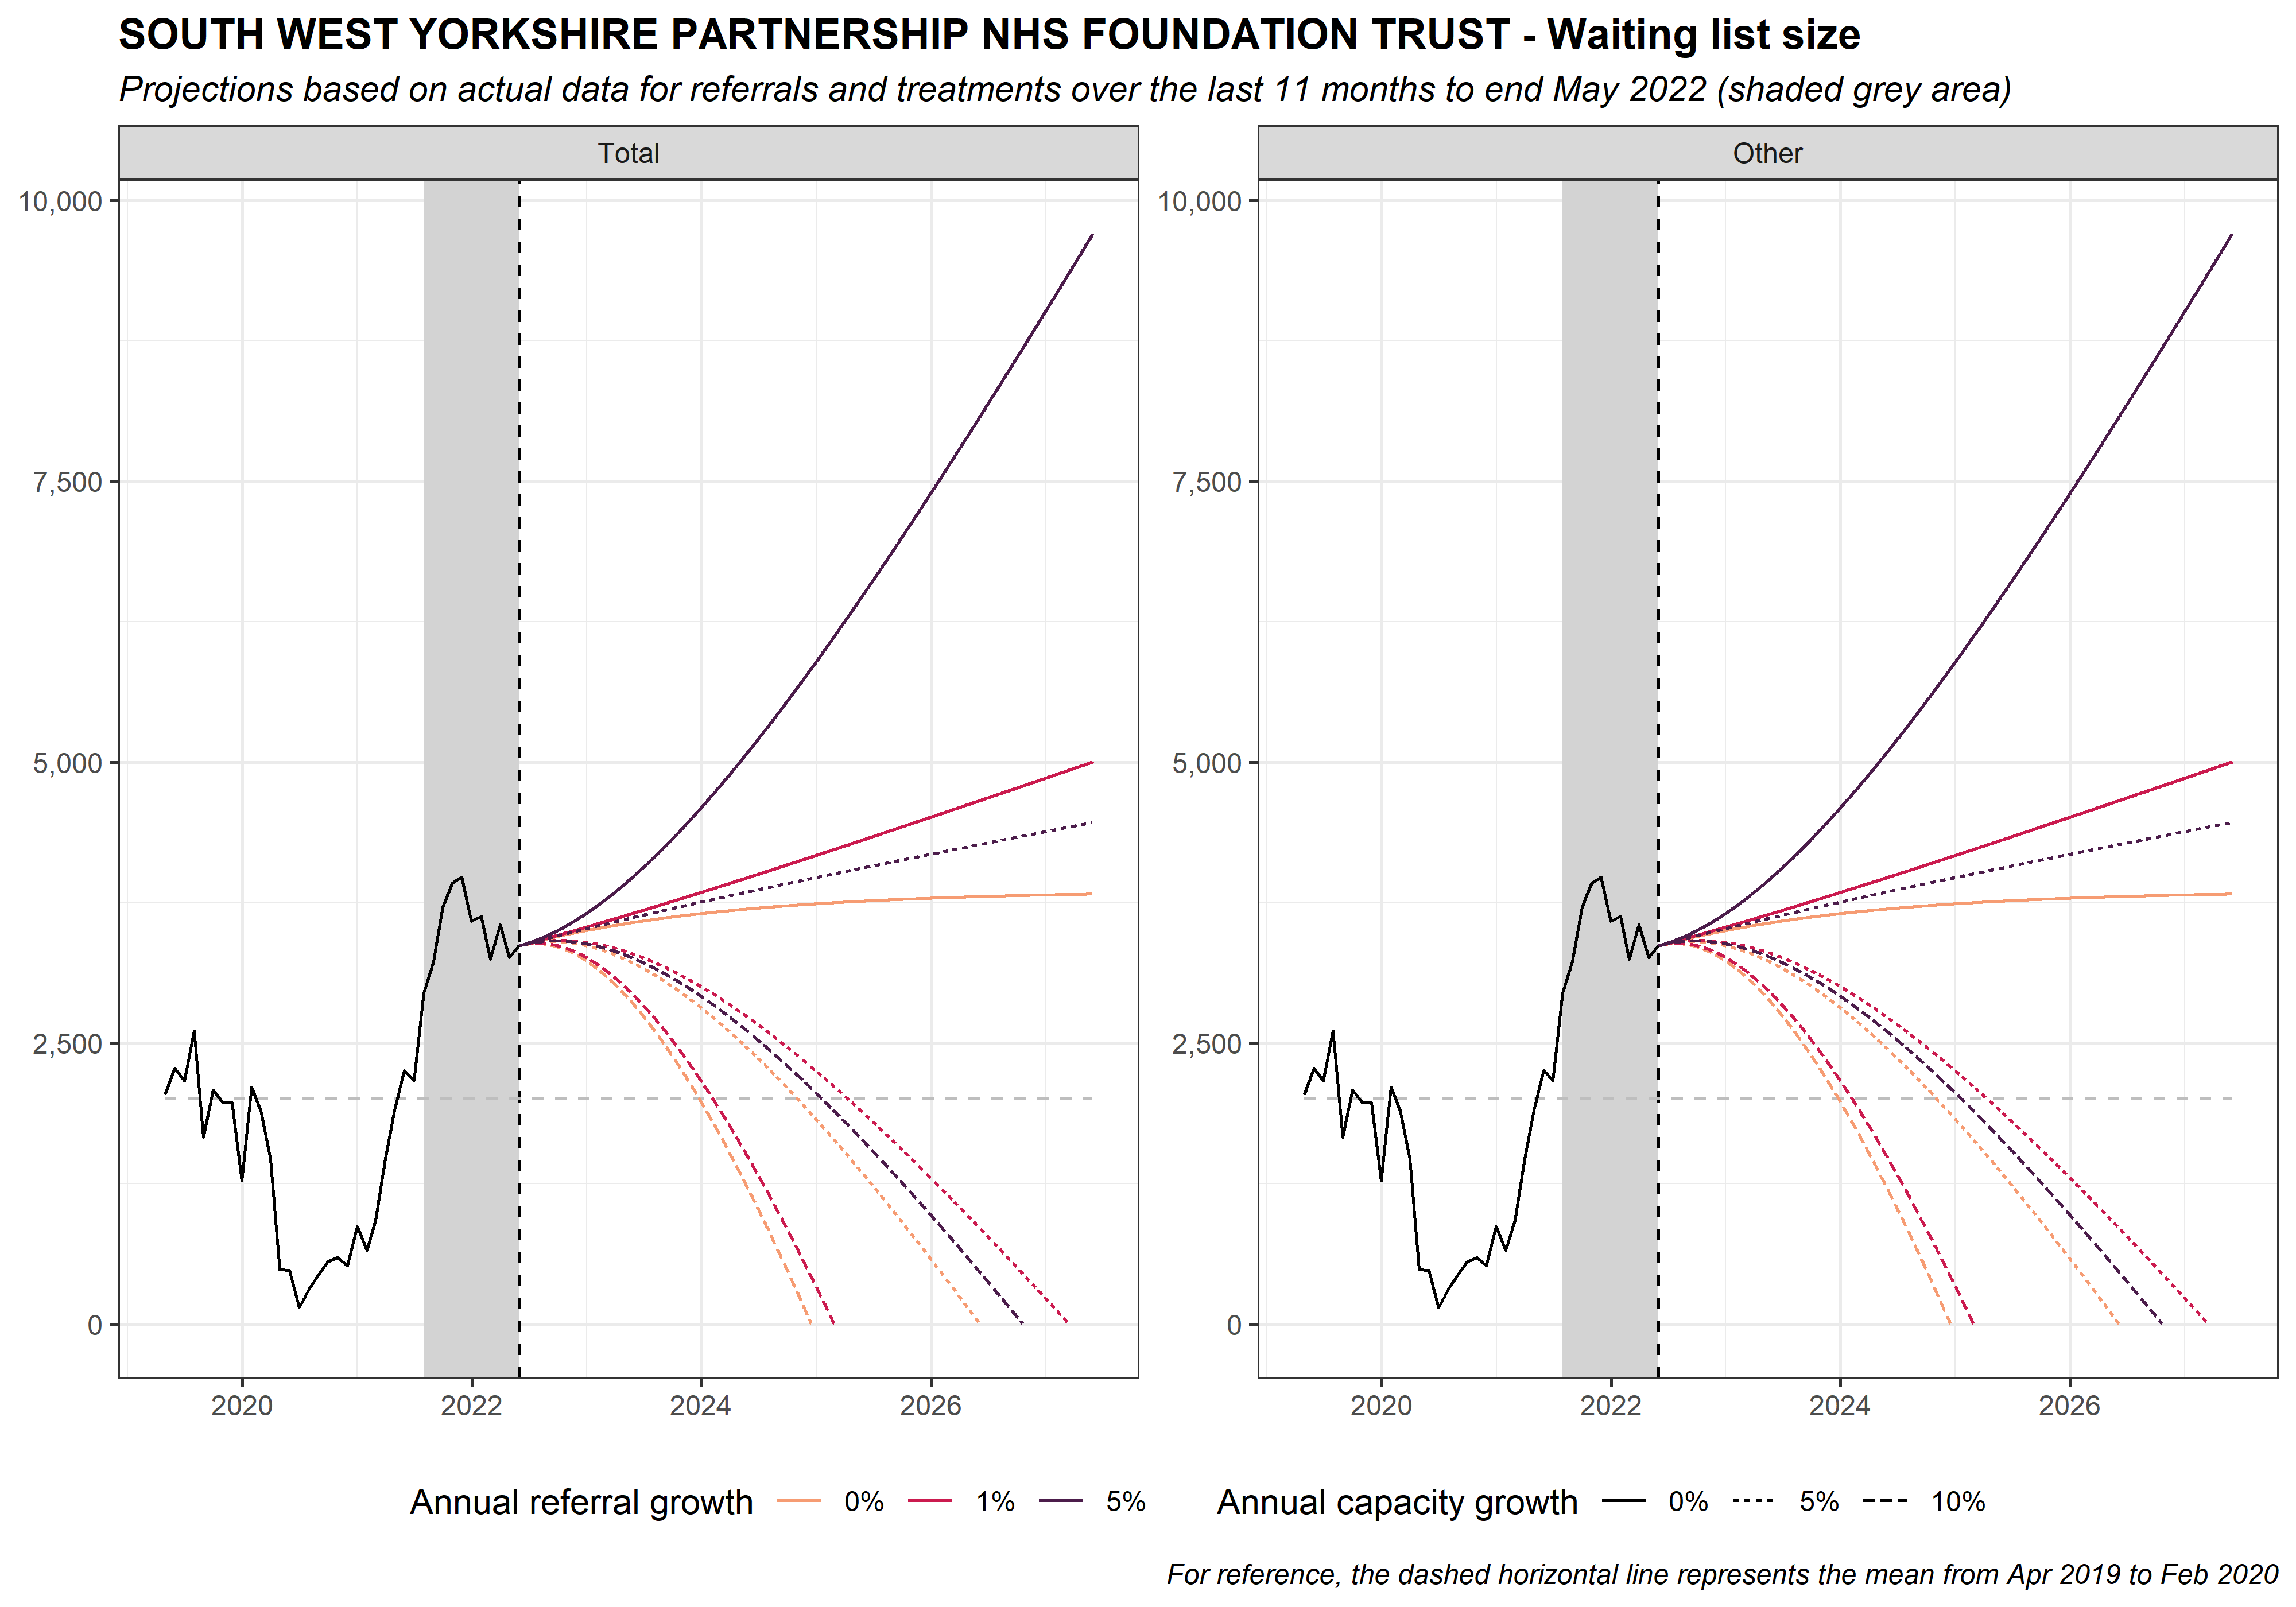 SOUTH WEST YORKSHIRE PARTNERSHIP NHS FOUNDATION TRUST - Waiting list size
Projections based on actual data for referrals and treatments over the last 11 months to end May 2022 (shaded grey area)
Total
Other
10,000
7,500
5,000
2,500
0
10,000
7,500
5,000
2,500
0
2020 2022 2024 2026
2020 2022 2024 2026
Annual referral growth 0% 1% 5%
Annual capacity growth 0% 5% 10%
For reference, the dashed horizontal line represents the mean from Apr 2019 to Feb 2020